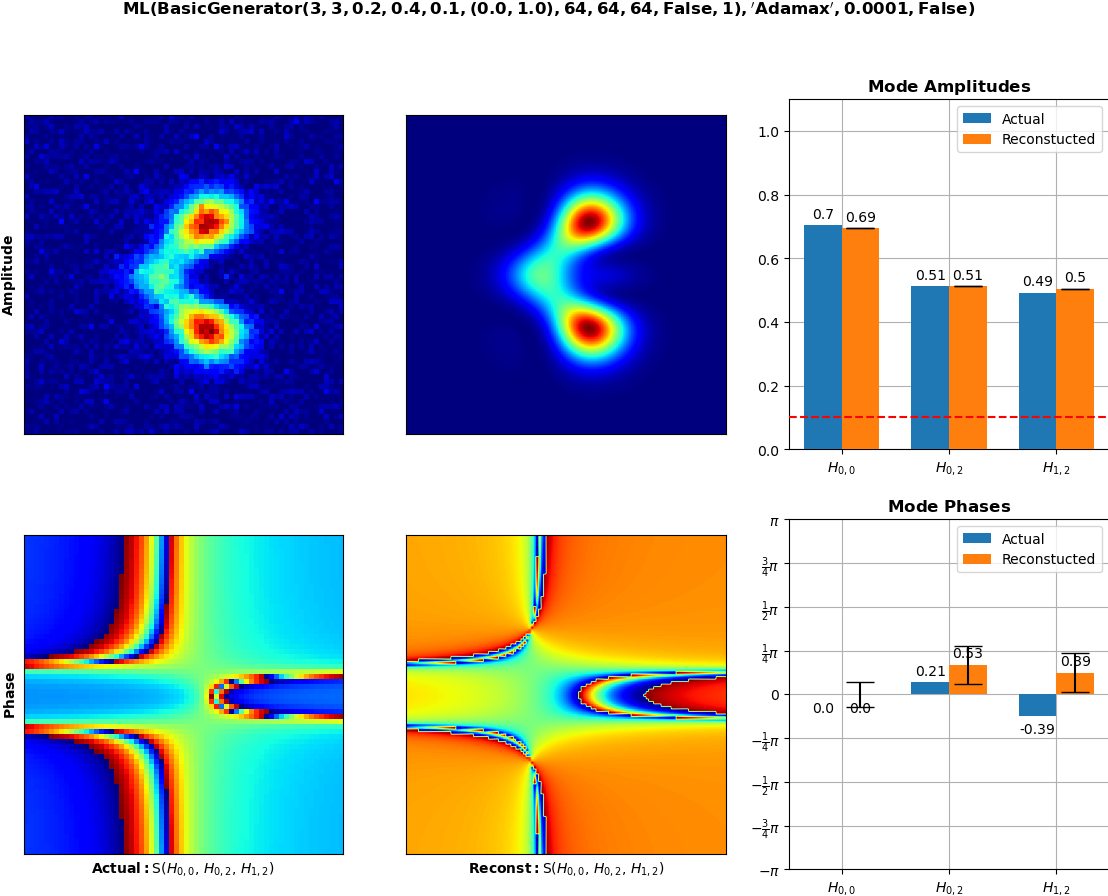 ML(BasicGenerator(3, 3, 0.2, 0.4, 0.1, (0.0, 1.0), 64, 64, 64, False, 1), 'Adamax', 0.0001, False)
Mode Amplitudes
Actual
Reconstucted
1.0
0.8
0.6
0.4
0.2
0.0
0.7
0.69
0.51
0.51
0.49
0.5
H0,0
H0,2
H1,2
Amplitude
Mode Phases
Actual
Reconstucted
π
3/4π
1/2π
1/4π
0
−1/4π
−1/2π
−3/4π
−π
0.0
0.0
0.21
0.53
-0.39
0.39
H0,0
H0,2
H1,2
Phase
Actual: S(H0,0, H0,2, H1,2)
Reconst: S(H0,0, H0,2, H1,2)